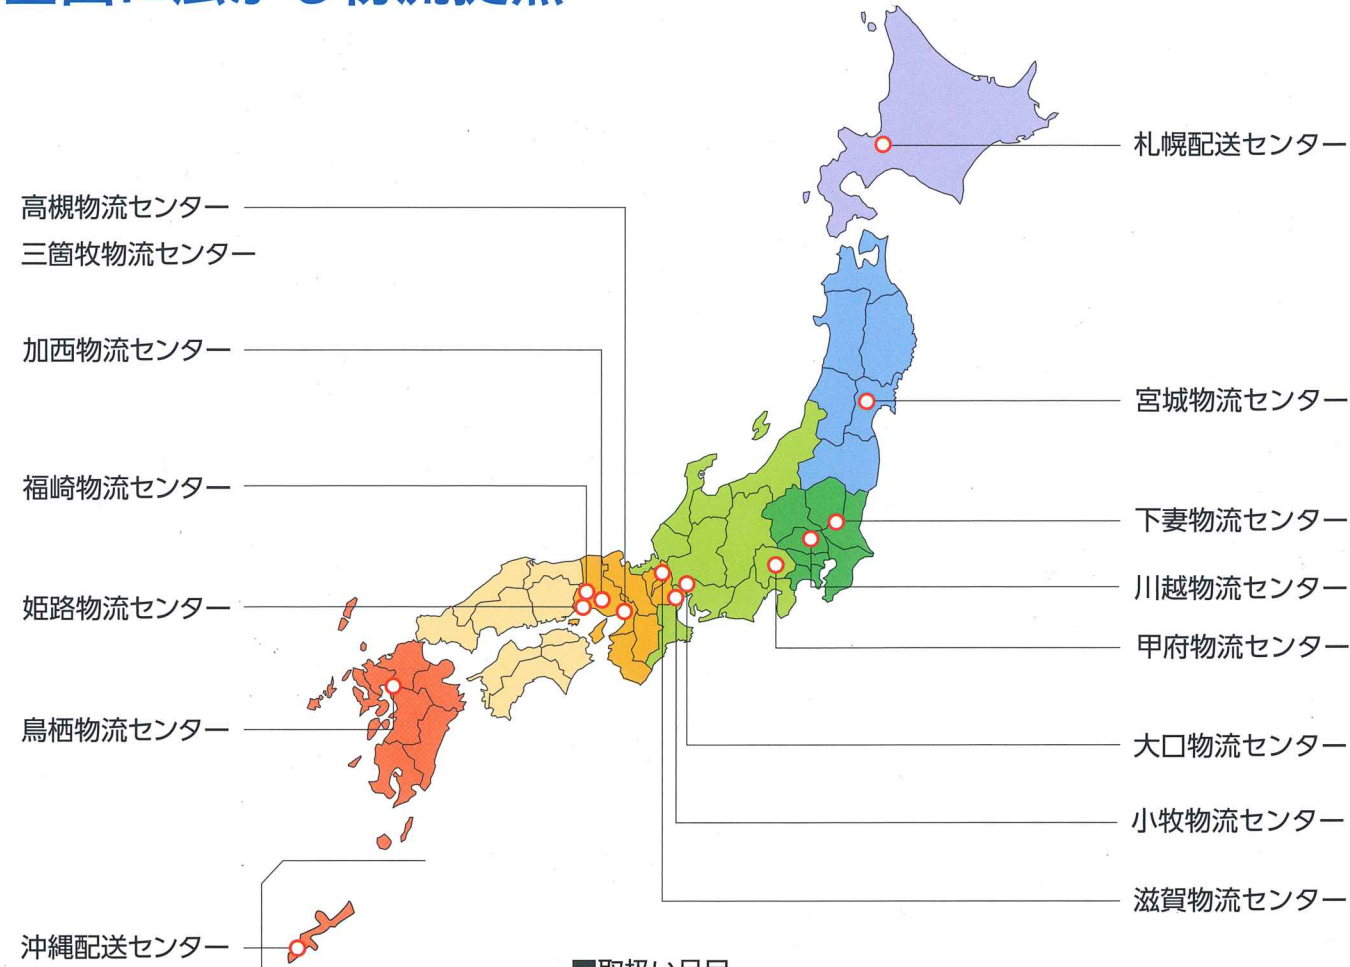 札幌配送センター
高槻物流センター
三箇牧物流センター
加西物流センター
宮城物流センター
福崎物流センター
下妻物流センター
川越物流センター
姫路物流センター
甲府物流センター
鳥栖物流センター
大口物流センター
小牧物流センター
滋賀物流センター
沖縄配送センター